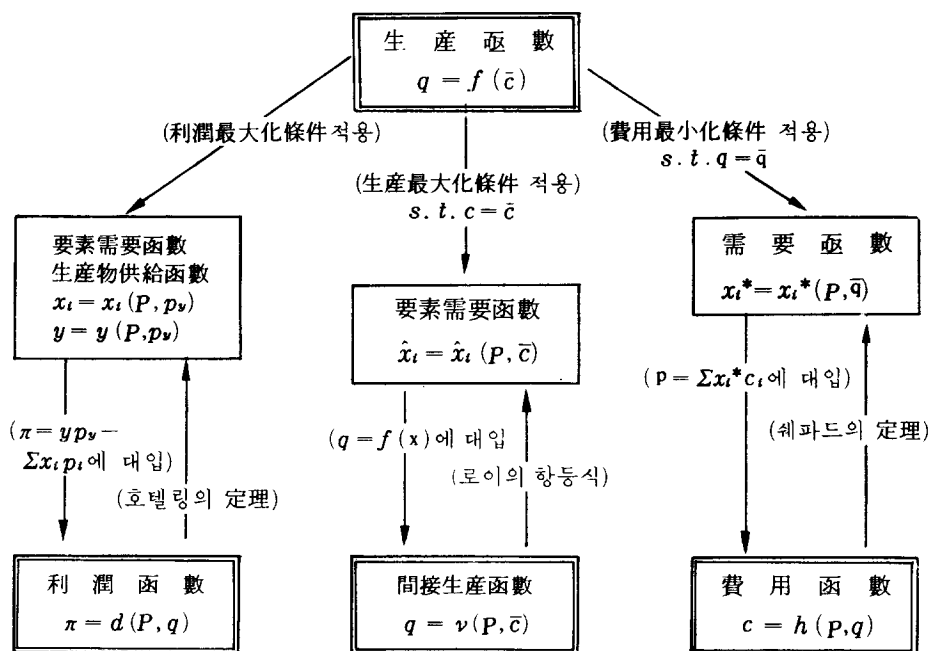 生 産 函 數
q = f (c̄)
(利潤最大化條件 적용)
(生産最大化條件 적용)
s. t. c = c̄
(費用最小化條件 적용)
s. t. q = q̄
要素需要函數
生産物供給函數
xᵢ = xᵢ (P, pᵧ)
y = y (P, pᵧ)
要素需要函數
x̂ᵢ = x̂ᵢ (P, c̄)
需 要 函 數
xᵢ* = xᵢ* (P, q̄)
(π = ypᵧ −
Σxᵢpᵢ에 대입)
(호텔링의 定理)
(q = f (x)에 대입)
(로이의 항등식)
(p = Σxᵢ*cᵢ에 대입)
(쉐파드의 定理)
利 潤 函 數
π = d (P, q)
間接生産函數
q = ν (P, c̄)
費 用 函 數
c = h (P, q)